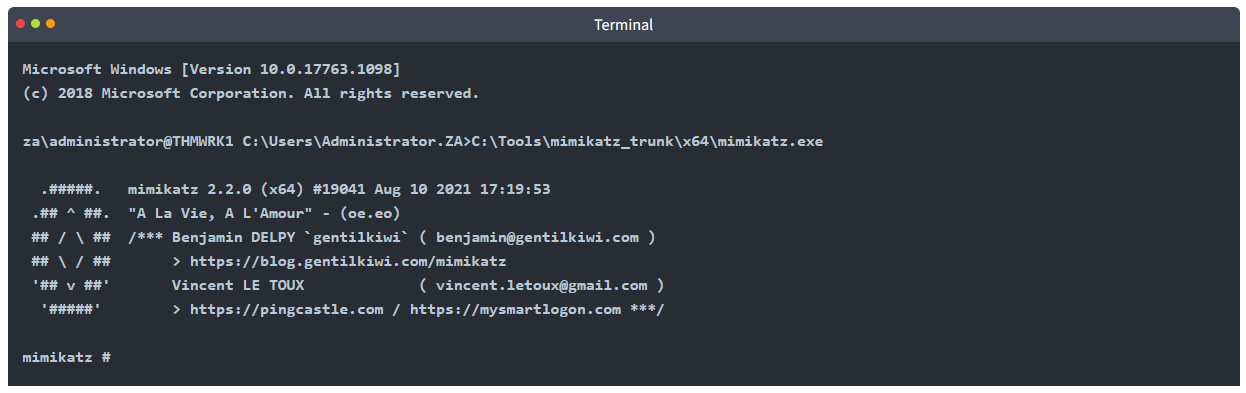 Terminal
Microsoft Windows [Version 10.0.17763.1098]
(c) 2018 Microsoft Corporation. All rights reserved.
za\administrator@THMWRK1 C:\Users\Administrator.ZA>C:\Tools\mimikatz_trunk\x64\mimikatz.exe
  .#####.   mimikatz 2.2.0 (x64) #19041 Aug 10 2021 17:19:53
 .## ^ ##.  "A La Vie, A L'Amour" - (oe.eo)
 ## / \ ##  /*** Benjamin DELPY `gentilkiwi` ( benjamin@gentilkiwi.com )
 ## \ / ##       > https://blog.gentilkiwi.com/mimikatz
 '## v ##'       Vincent LE TOUX             ( vincent.letoux@gmail.com )
  '#####'        > https://pingcastle.com / https://mysmartlogon.com ***/
mimikatz #